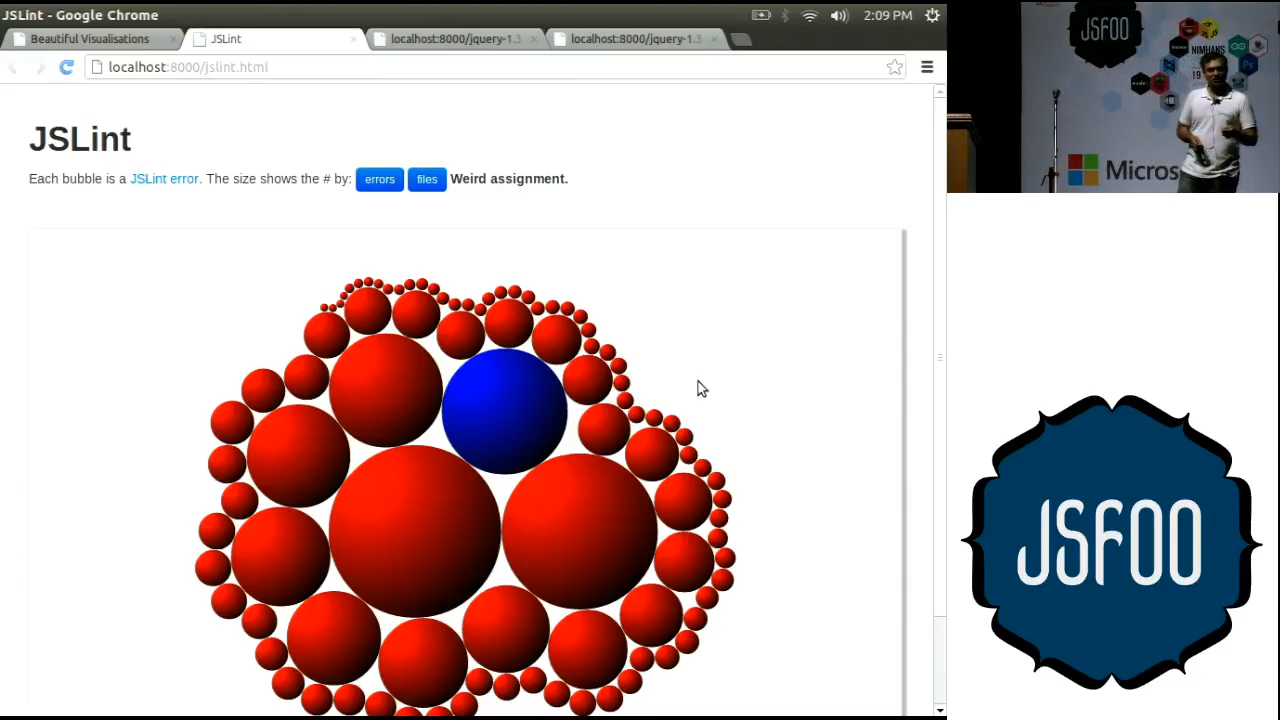 JSLint - Google Chrome
2:09 PM
Beautiful Visualisations
JSLint
localhost:8000/jquery-1.3
localhost:8000/jquery-1.3
localhost:8000/jslint.html
JSLint
Each bubble is a JSLint error. The size shows the # by: errors files Weird assignment.
JSFOO
NIMHANS
19
Micros
JSFOO